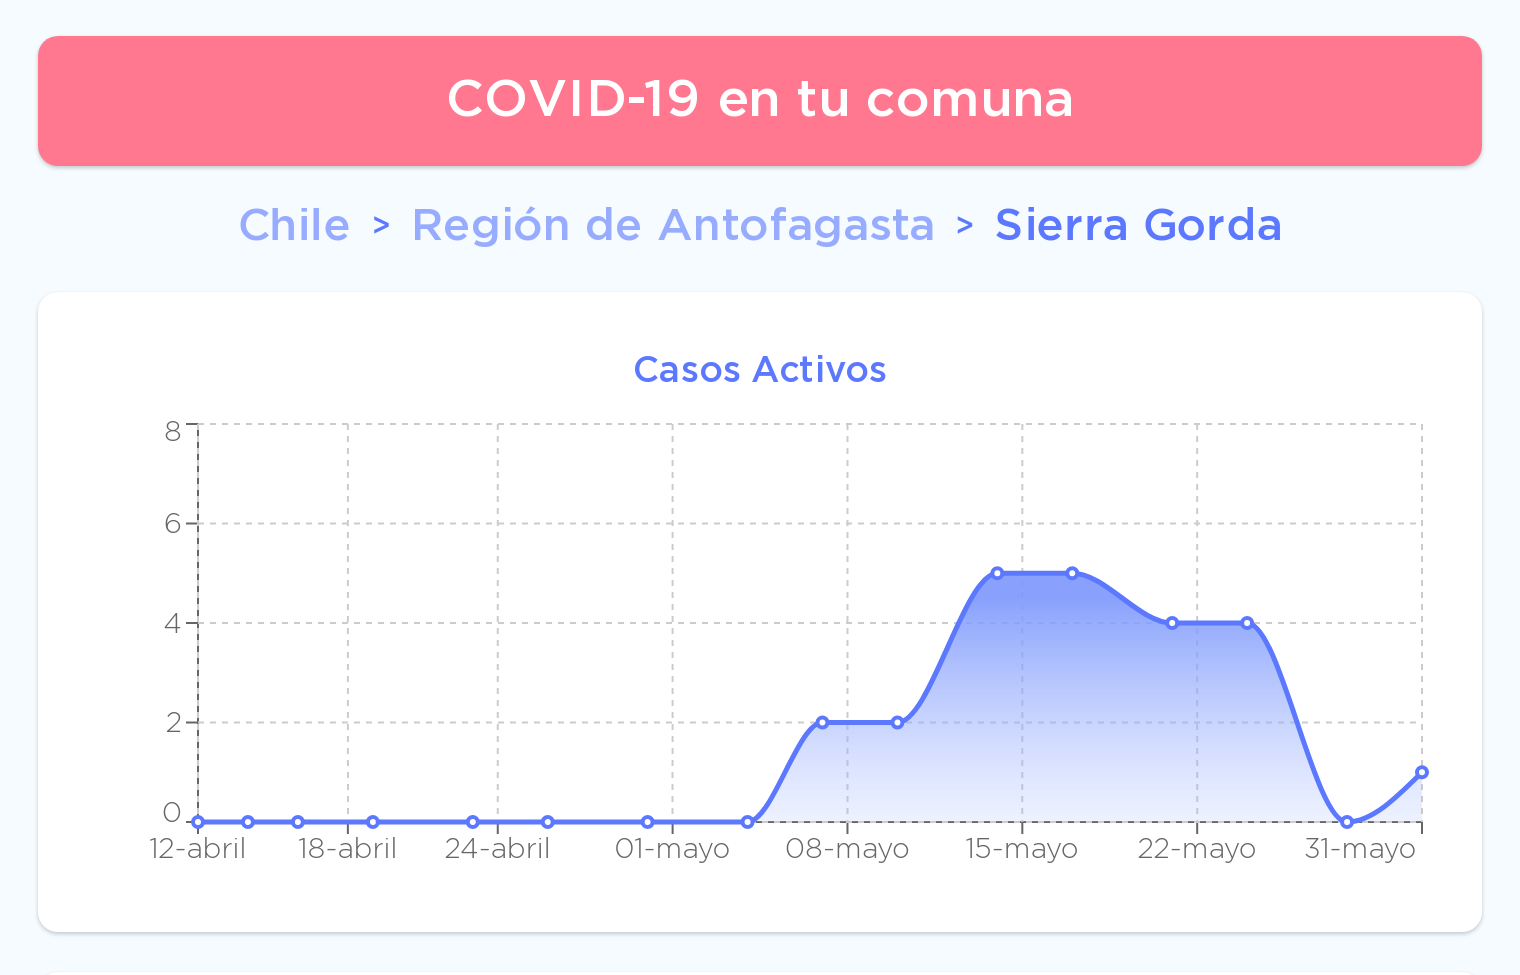 COVID-19 en tu comuna
Chile > Región de Antofagasta > Sierra Gorda
Casos Activos
8
6
4
2
0
12-abril 18-abril 24-abril 01-mayo 08-mayo 15-mayo 22-mayo 31-mayo